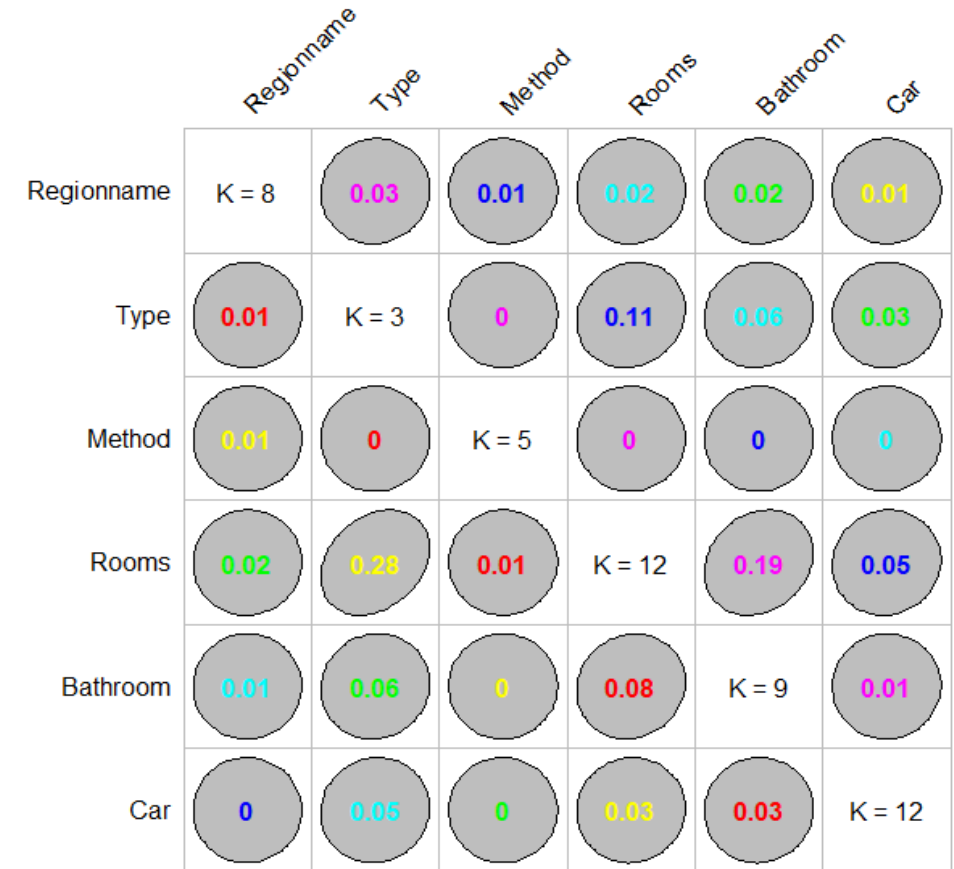 Regionname Type Method Rooms Bathroom Car
Regionname K = 8 0.03 0.01 0.02 0.02 0.01
Type 0.01 K = 3 0 0.11 0.06 0.03
Method 0.01 0 K = 5 0 0 0
Rooms 0.02 0.28 0.01 K = 12 0.19 0.05
Bathroom 0.01 0.06 0 0.08 K = 9 0.01
Car 0 0.05 0 0.03 0.03 K = 12